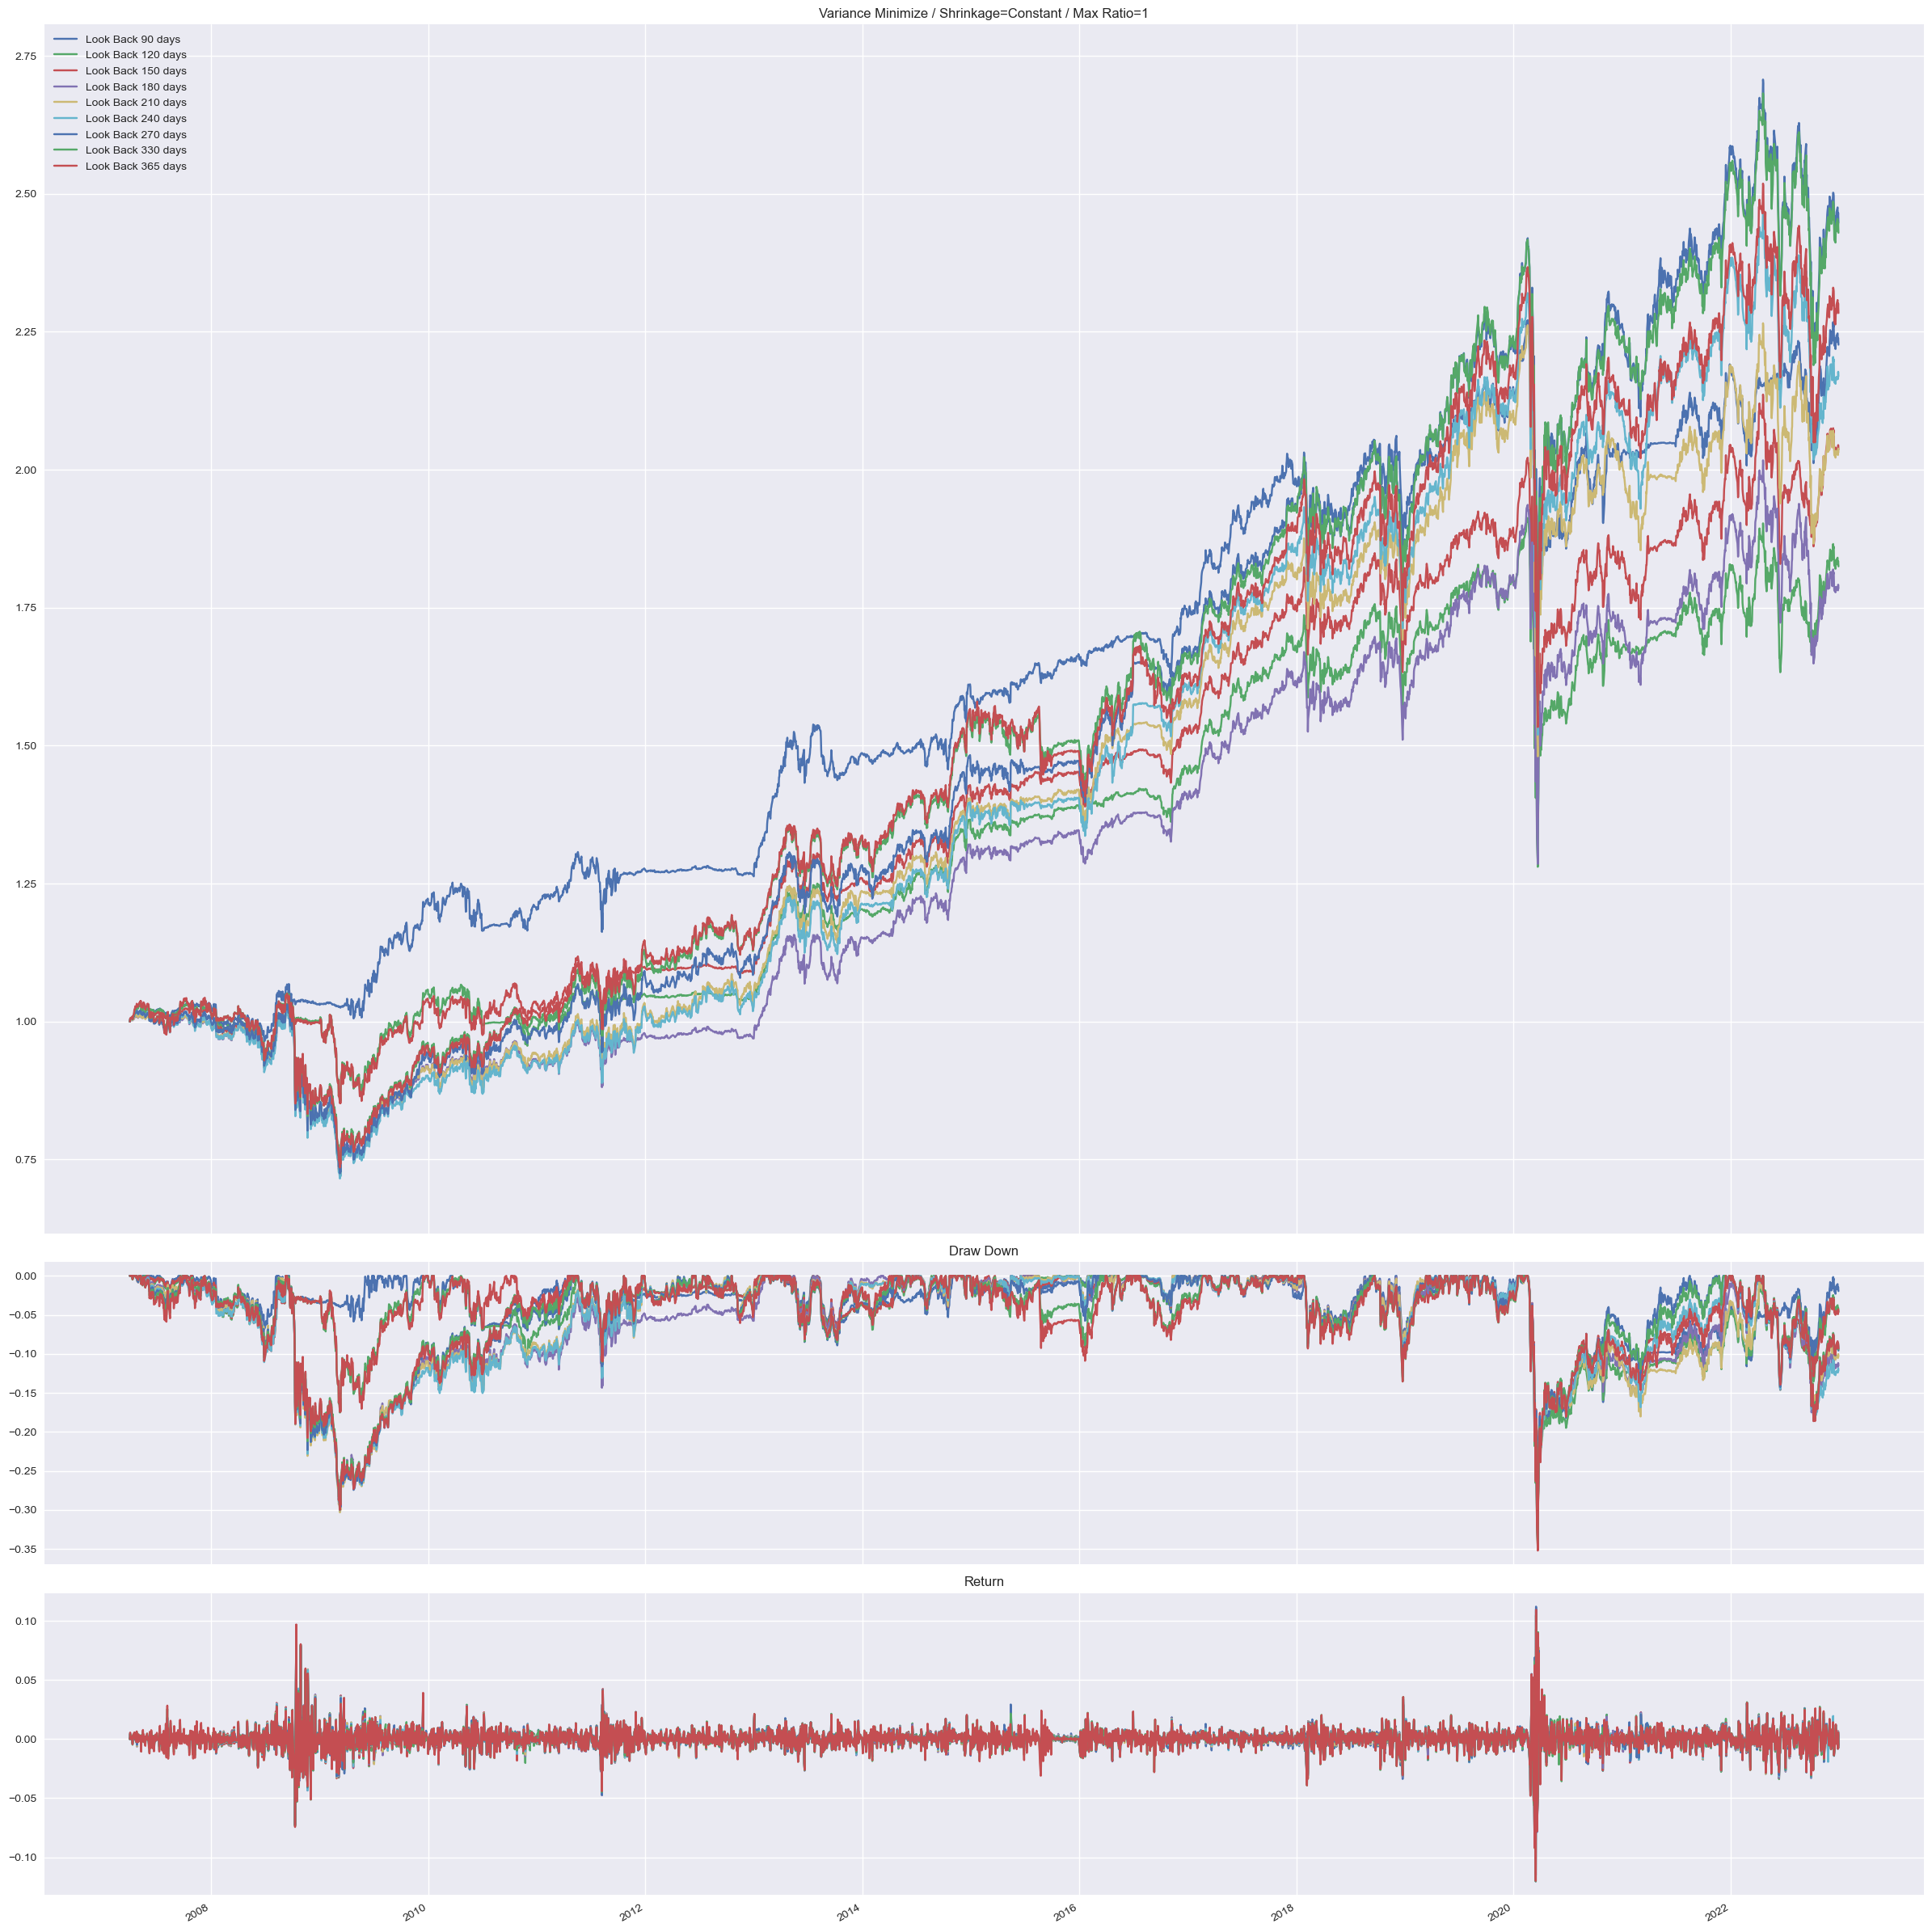 Variance Minimize / Shrinkage=Constant / Max Ratio=1
Look Back 90 days
Look Back 120 days
Look Back 150 days
Look Back 180 days
Look Back 210 days
Look Back 240 days
Look Back 270 days
Look Back 330 days
Look Back 365 days
2.75
2.50
2.25
2.00
1.75
1.50
1.25
1.00
0.75
Draw Down
0.00
−0.05
−0.10
−0.15
−0.20
−0.25
−0.30
−0.35
Return
0.10
0.05
0.00
−0.05
−0.10
2008 2010 2012 2014 2016 2018 2020 2022